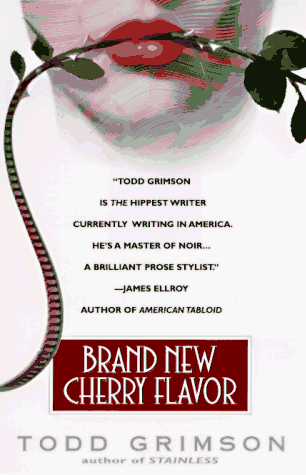 "TODD GRIMSON
IS THE HIPPEST WRITER
CURRENTLY WRITING IN AMERICA.
HE'S A MASTER OF NOIR...
A BRILLIANT PROSE STYLIST."
—JAMES ELLROY
AUTHOR OF AMERICAN TABLOID
BRAND NEW
CHERRY FLAVOR
TODD GRIMSON
author of STAINLESS